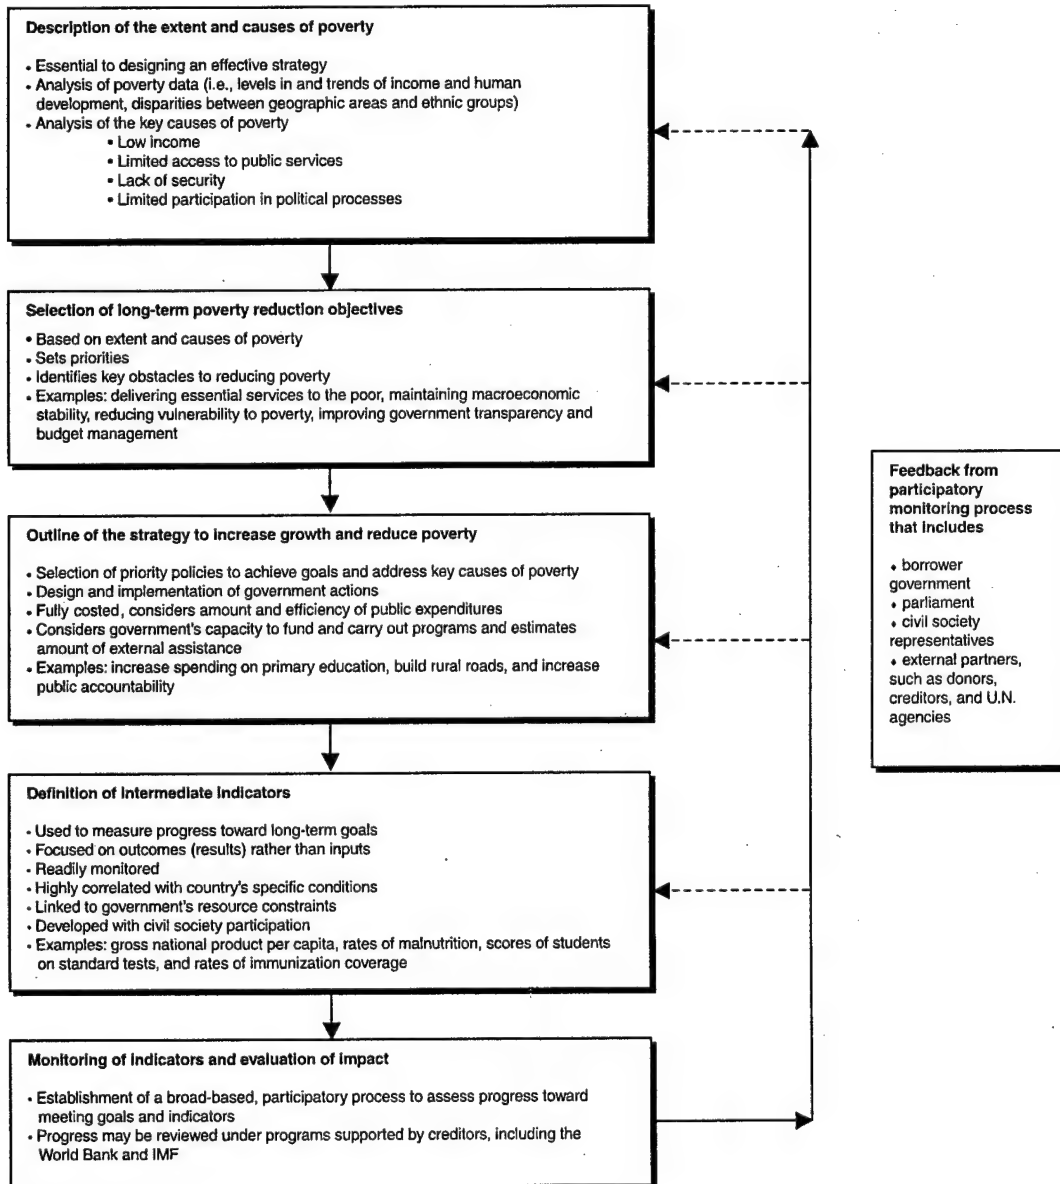 Description of the extent and causes of poverty
• Essential to designing an effective strategy
• Analysis of poverty data (i.e., levels in and trends of income and human
development, disparities between geographic areas and ethnic groups)
• Analysis of the key causes of poverty
• Low income
• Limited access to public services
• Lack of security
• Limited participation in political processes
Selection of long-term poverty reduction objectives
• Based on extent and causes of poverty
• Sets priorities
• Identifies key obstacles to reducing poverty
• Examples: delivering essential services to the poor, maintaining macroeconomic
stability, reducing vulnerability to poverty, improving government transparency and
budget management
Outline of the strategy to increase growth and reduce poverty
• Selection of priority policies to achieve goals and address key causes of poverty
• Design and implementation of government actions
• Fully costed, considers amount and efficiency of public expenditures
• Considers government's capacity to fund and carry out programs and estimates
amount of external assistance
• Examples: increase spending on primary education, build rural roads, and increase
public accountability
Definition of intermediate indicators
• Used to measure progress toward long-term goals
• Focused on outcomes (results) rather than inputs
• Readily monitored
• Highly correlated with country's specific conditions
• Linked to government's resource constraints
• Developed with civil society participation
• Examples: gross national product per capita, rates of malnutrition, scores of students
on standard tests, and rates of immunization coverage
Monitoring of indicators and evaluation of impact
• Establishment of a broad-based, participatory process to assess progress toward
meeting goals and indicators
• Progress may be reviewed under programs supported by creditors, including the
World Bank and IMF
Feedback from
participatory
monitoring process
that includes
♦ borrower
government
♦ parliament
♦ civil society
representatives
♦ external partners,
such as donors,
creditors, and U.N.
agencies